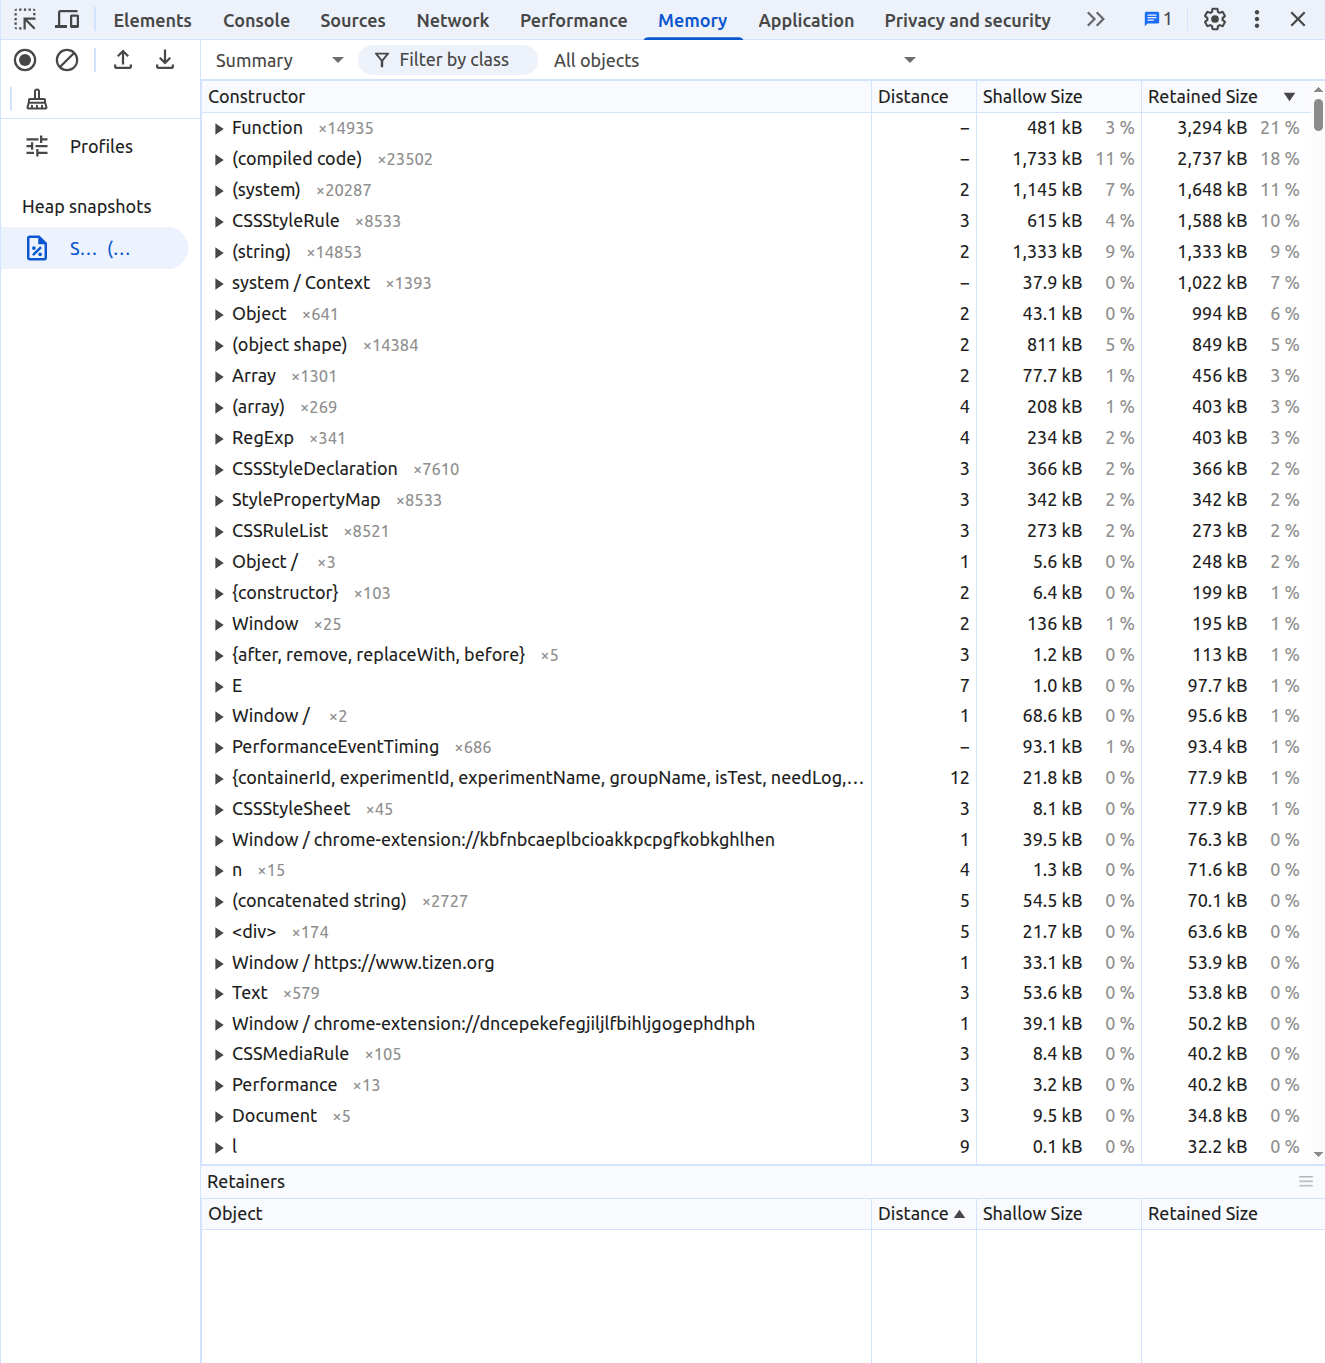 Elements Console Sources Network Performance Memory Application Privacy and security 1
Summary Filter by class All objects
Constructor Distance Shallow Size Retained Size
Profiles
Heap snapshots
S… (…
Function ×14935 – 481 kB 3 % 3,294 kB 21 %
(compiled code) ×23502 – 1,733 kB 11 % 2,737 kB 18 %
(system) ×20287 2 1,145 kB 7 % 1,648 kB 11 %
CSSStyleRule ×8533 3 615 kB 4 % 1,588 kB 10 %
(string) ×14853 2 1,333 kB 9 % 1,333 kB 9 %
system / Context ×1393 – 37.9 kB 0 % 1,022 kB 7 %
Object ×641 2 43.1 kB 0 % 994 kB 6 %
(object shape) ×14384 2 811 kB 5 % 849 kB 5 %
Array ×1301 2 77.7 kB 1 % 456 kB 3 %
(array) ×269 4 208 kB 1 % 403 kB 3 %
RegExp ×341 4 234 kB 2 % 403 kB 3 %
CSSStyleDeclaration ×7610 3 366 kB 2 % 366 kB 2 %
StylePropertyMap ×8533 3 342 kB 2 % 342 kB 2 %
CSSRuleList ×8521 3 273 kB 2 % 273 kB 2 %
Object / ×3 1 5.6 kB 0 % 248 kB 2 %
{constructor} ×103 2 6.4 kB 0 % 199 kB 1 %
Window ×25 2 136 kB 1 % 195 kB 1 %
{after, remove, replaceWith, before} ×5 3 1.2 kB 0 % 113 kB 1 %
E 7 1.0 kB 0 % 97.7 kB 1 %
Window / ×2 1 68.6 kB 0 % 95.6 kB 1 %
PerformanceEventTiming ×686 – 93.1 kB 1 % 93.4 kB 1 %
{containerId, experimentId, experimentName, groupName, isTest, needLog,… 12 21.8 kB 0 % 77.9 kB 1 %
CSSStyleSheet ×45 3 8.1 kB 0 % 77.9 kB 1 %
Window / chrome-extension://kbfnbcaeplbcioakkpcpgfkobkghlhen 1 39.5 kB 0 % 76.3 kB 0 %
n ×15 4 1.3 kB 0 % 71.6 kB 0 %
(concatenated string) ×2727 5 54.5 kB 0 % 70.1 kB 0 %
<div> ×174 5 21.7 kB 0 % 63.6 kB 0 %
Window / https://www.tizen.org 1 33.1 kB 0 % 53.9 kB 0 %
Text ×579 3 53.6 kB 0 % 53.8 kB 0 %
Window / chrome-extension://dncepekefegjiljlfbihljgogephdhph 1 39.1 kB 0 % 50.2 kB 0 %
CSSMediaRule ×105 3 8.4 kB 0 % 40.2 kB 0 %
Performance ×13 3 3.2 kB 0 % 40.2 kB 0 %
Document ×5 3 9.5 kB 0 % 34.8 kB 0 %
l 9 0.1 kB 0 % 32.2 kB 0 %
Retainers
Object Distance Shallow Size Retained Size